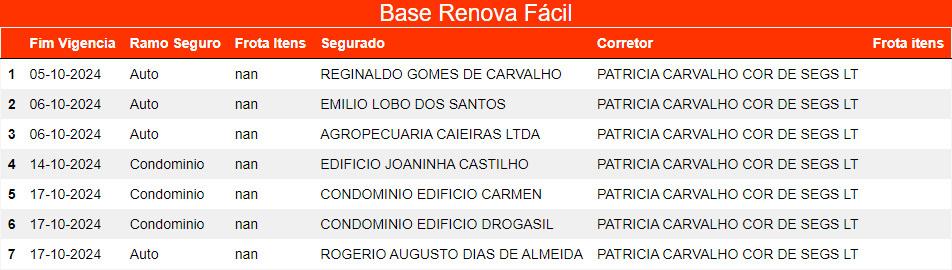 Base Renova Fácil
Fim Vigencia Ramo Seguro Frota Itens Segurado Corretor Frota itens
1 05-10-2024 Auto nan REGINALDO GOMES DE CARVALHO PATRICIA CARVALHO COR DE SEGS LT
2 06-10-2024 Auto nan EMILIO LOBO DOS SANTOS PATRICIA CARVALHO COR DE SEGS LT
3 06-10-2024 Auto nan AGROPECUARIA CAIEIRAS LTDA PATRICIA CARVALHO COR DE SEGS LT
4 14-10-2024 Condominio nan EDIFICIO JOANINHA CASTILHO PATRICIA CARVALHO COR DE SEGS LT
5 17-10-2024 Condominio nan CONDOMINIO EDIFICIO CARMEN PATRICIA CARVALHO COR DE SEGS LT
6 17-10-2024 Condominio nan CONDOMINIO EDIFICIO DROGASIL PATRICIA CARVALHO COR DE SEGS LT
7 17-10-2024 Auto nan ROGERIO AUGUSTO DIAS DE ALMEIDA PATRICIA CARVALHO COR DE SEGS LT